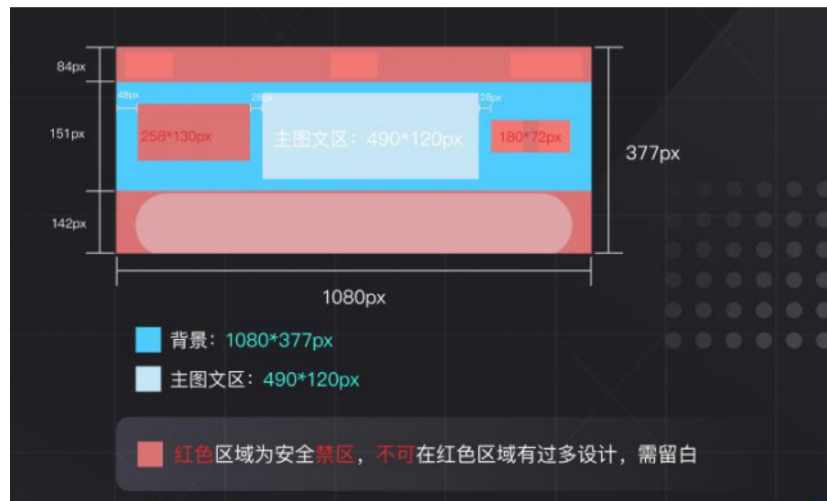 84px
48px
28px
28px
151px
258*130px
主图文区：490*120px
180*72px
377px
142px
1080px
背景：1080*377px
主图文区：490*120px
红色区域为安全禁区，不可在红色区域有过多设计，需留白